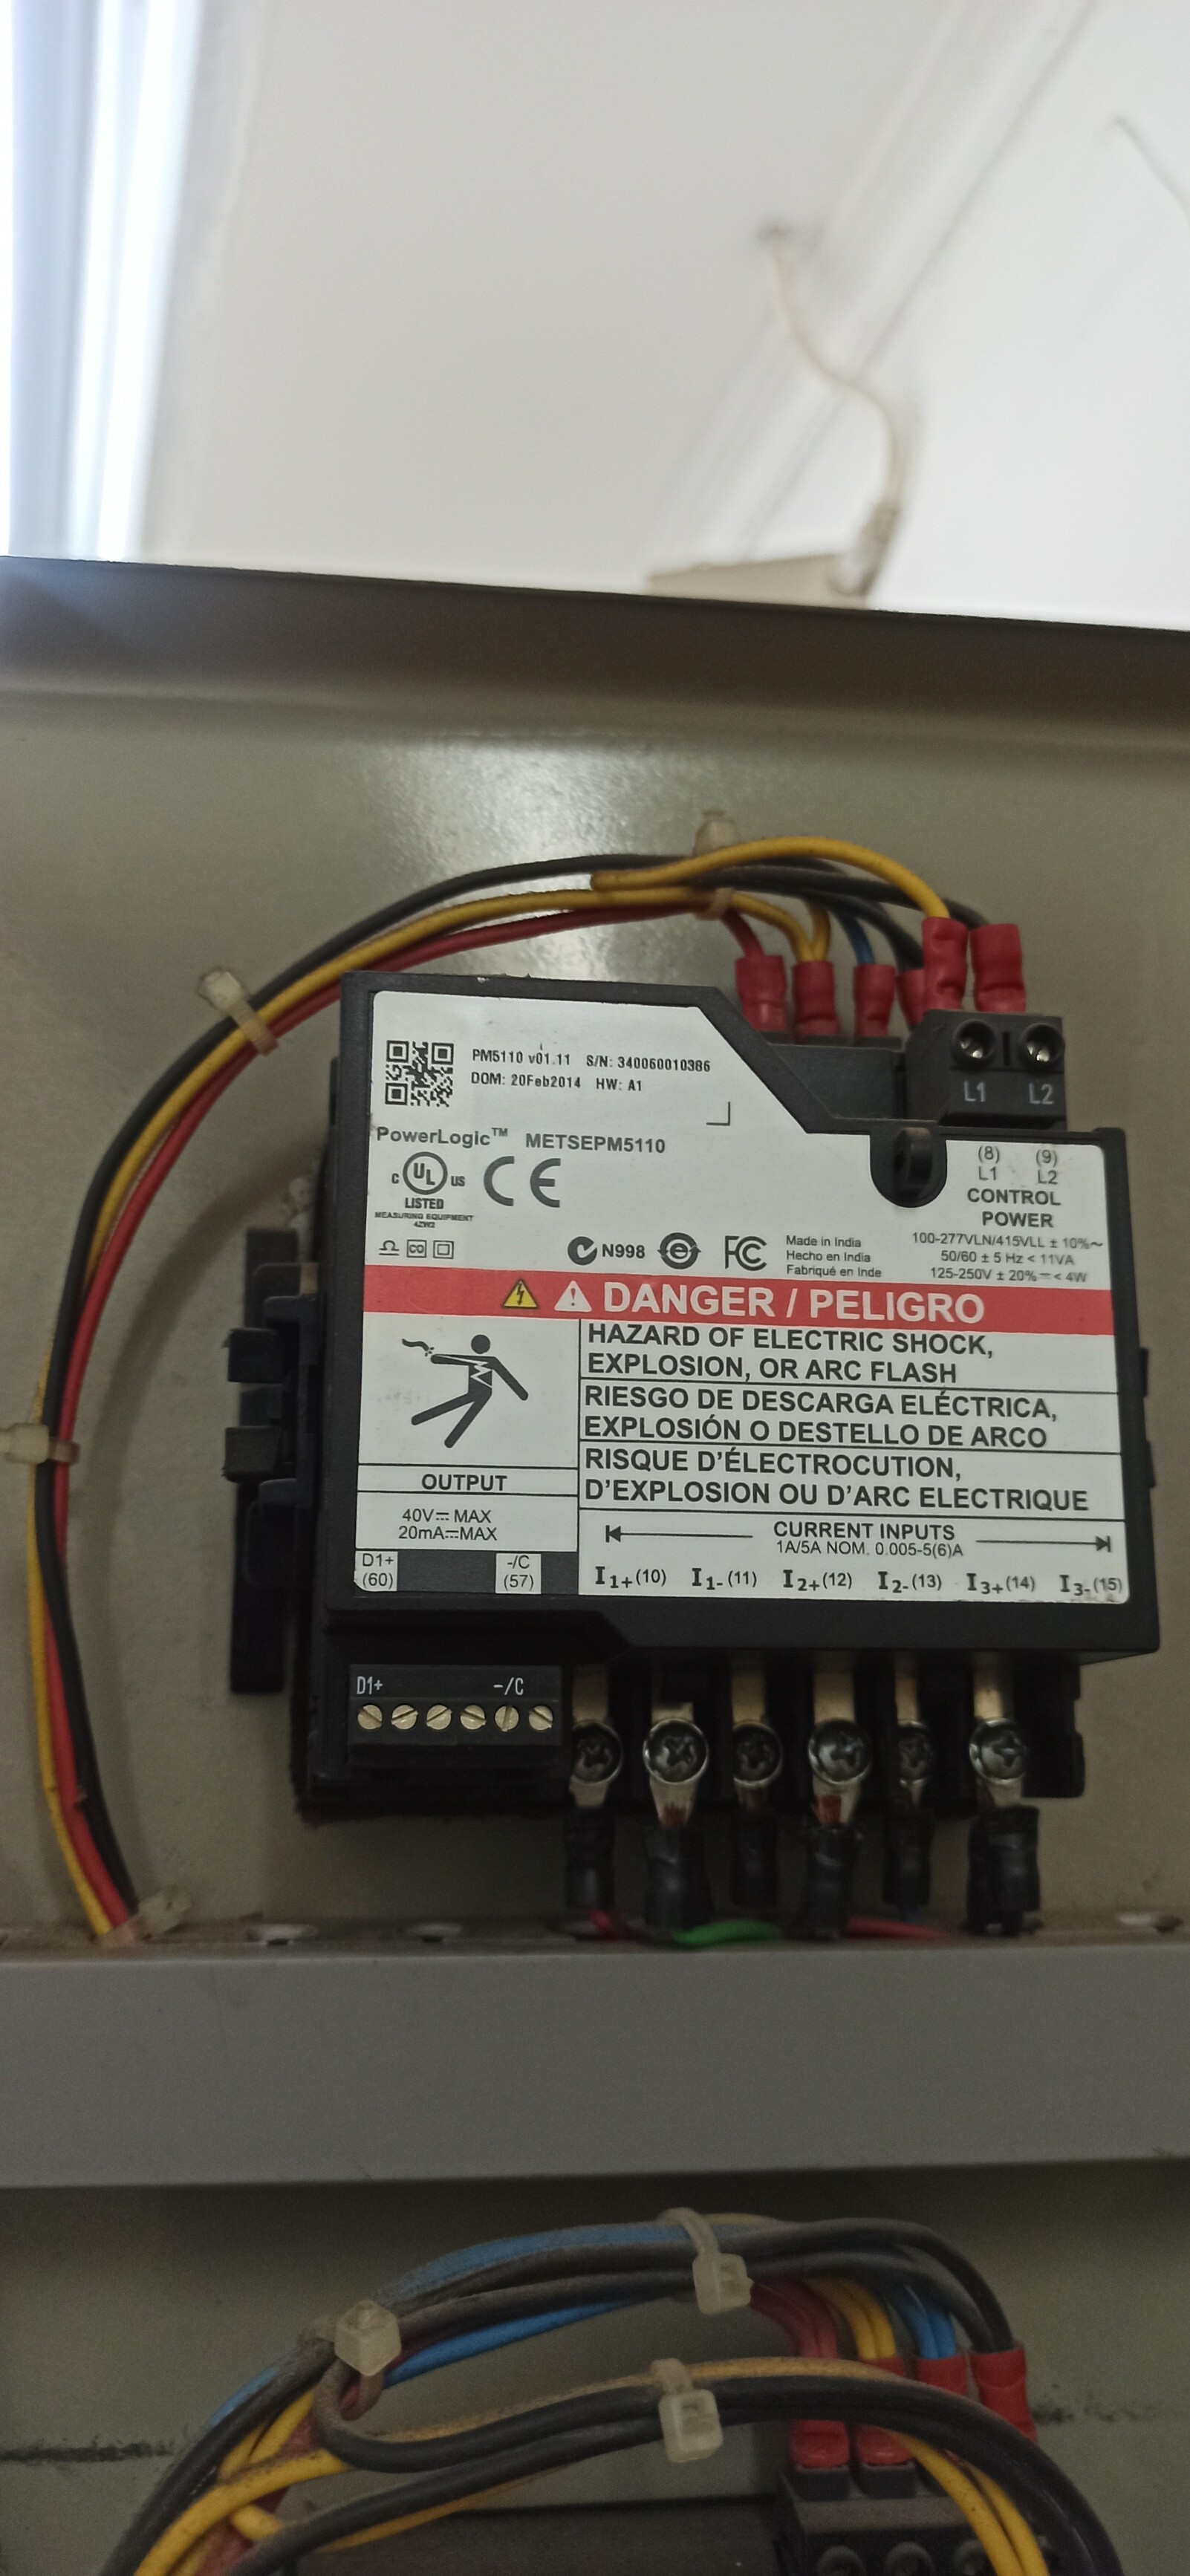 PM5110 v01.11 S/N: 340060010386
DOM: 20Feb2014 HW: A1
PowerLogic™ METSEPM5110
C UL US
LISTED
MEASURING EQUIPMENT
4ZW2
CE
N998
FC
Made in India
Hecho en India
Fabriqué en Inde
L1 L2
(8) (9)
L1 L2
CONTROL
POWER
100-277VLN/415VLL ± 10%~
50/60 ± 5 Hz < 11VA
125-250V ± 20%⎓< 4W
DANGER / PELIGRO
HAZARD OF ELECTRIC SHOCK,
EXPLOSION, OR ARC FLASH
RIESGO DE DESCARGA ELÉCTRICA,
EXPLOSIÓN O DESTELLO DE ARCO
RISQUE D'ÉLECTROCUTION,
D'EXPLOSION OU D'ARC ELECTRIQUE
OUTPUT
40V⎓ MAX
20mA⎓MAX
D1+ -/C
(60) (57)
CURRENT INPUTS
1A/5A NOM. 0.005-5(6)A
I1+(10) I1-(11) I2+(12) I2-(13) I3+(14) I3-(15)
D1+ -/C